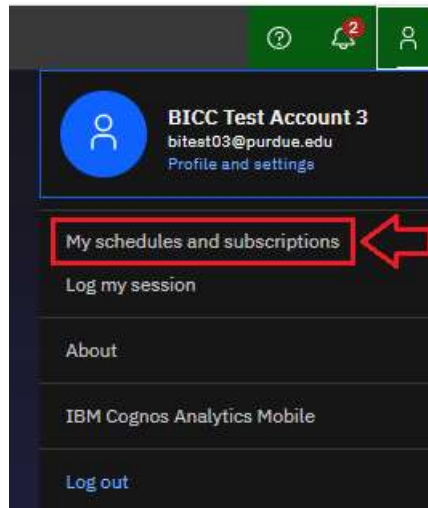 2
BICC Test Account 3
bitest03@purdue.edu
Profile and settings
My schedules and subscriptions
Log my session
About
IBM Cognos Analytics Mobile
Log out